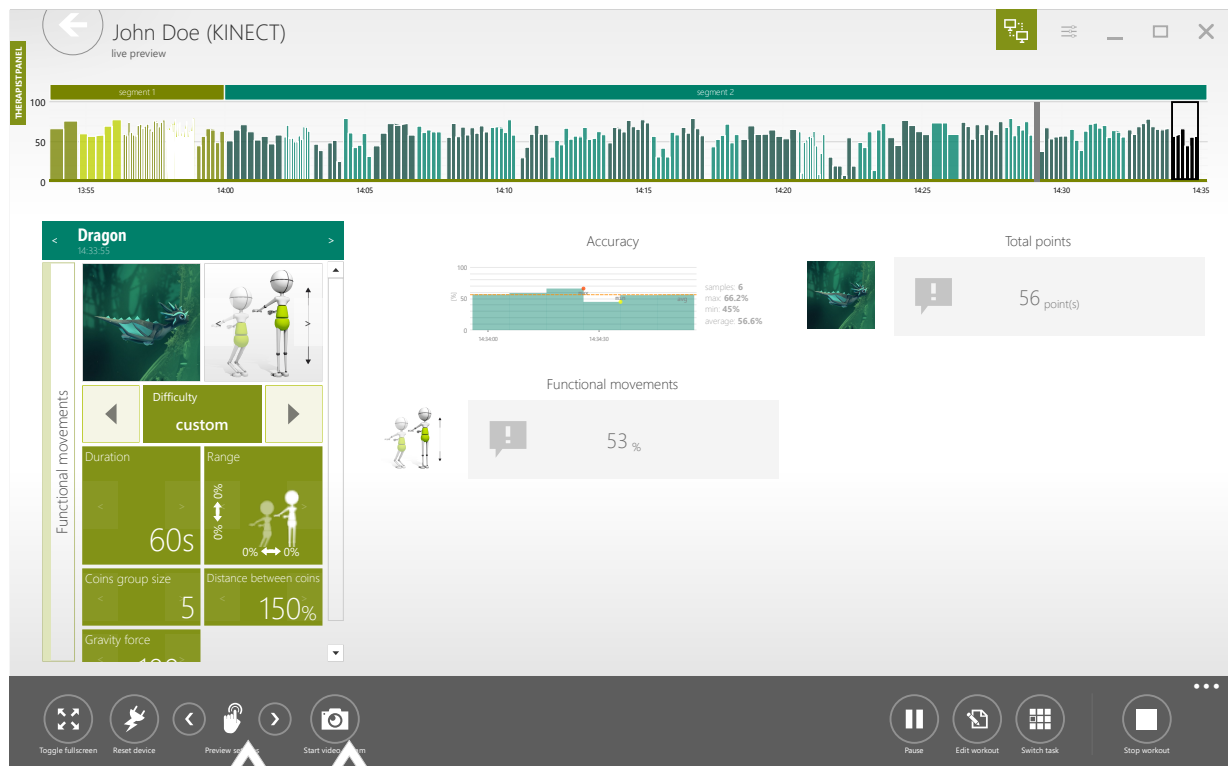 John Doe (KINECT)
live preview
THERAPIST PANEL
segment 1
segment 2
100
50
0
13:55
14:00
14:05
14:10
14:15
14:20
14:25
14:30
14:35
< Dragon >
14:33:55
Functional movements
< >
Difficulty
custom
Duration
< >
60s
Range
0% 0%
< >
0% 0%
Coins group size
< >
5
Distance between coins
< >
150%
Gravity force
< >
Accuracy
100
[%]
50
0
max
min
avg
14:34:00
14:34:30
samples: 6
max: 66.2%
min: 45%
average: 56.6%
Total points
56 point(s)
Functional movements
53 %
Toggle fullscreen
Reset device
Preview
Start video
Pause
Edit workout
Switch task
Stop workout